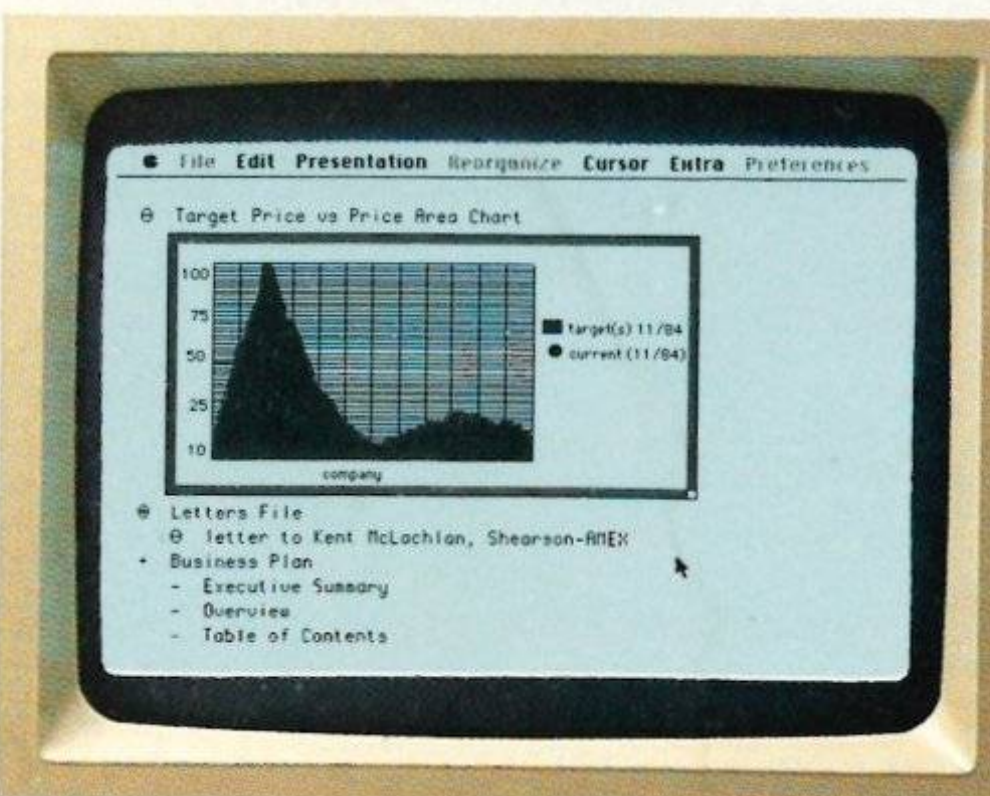 File Edit Presentation Reorganize Cursor Extra Preferences
Target Price vs Price Area Chart
100
75
50
25
10
target(s) 11/84
current (11/84)
company
Letters File
letter to Kent McLachlan, Shearson-AMEX
+ Business Plan
- Executive Summary
- Overview
- Table of Contents